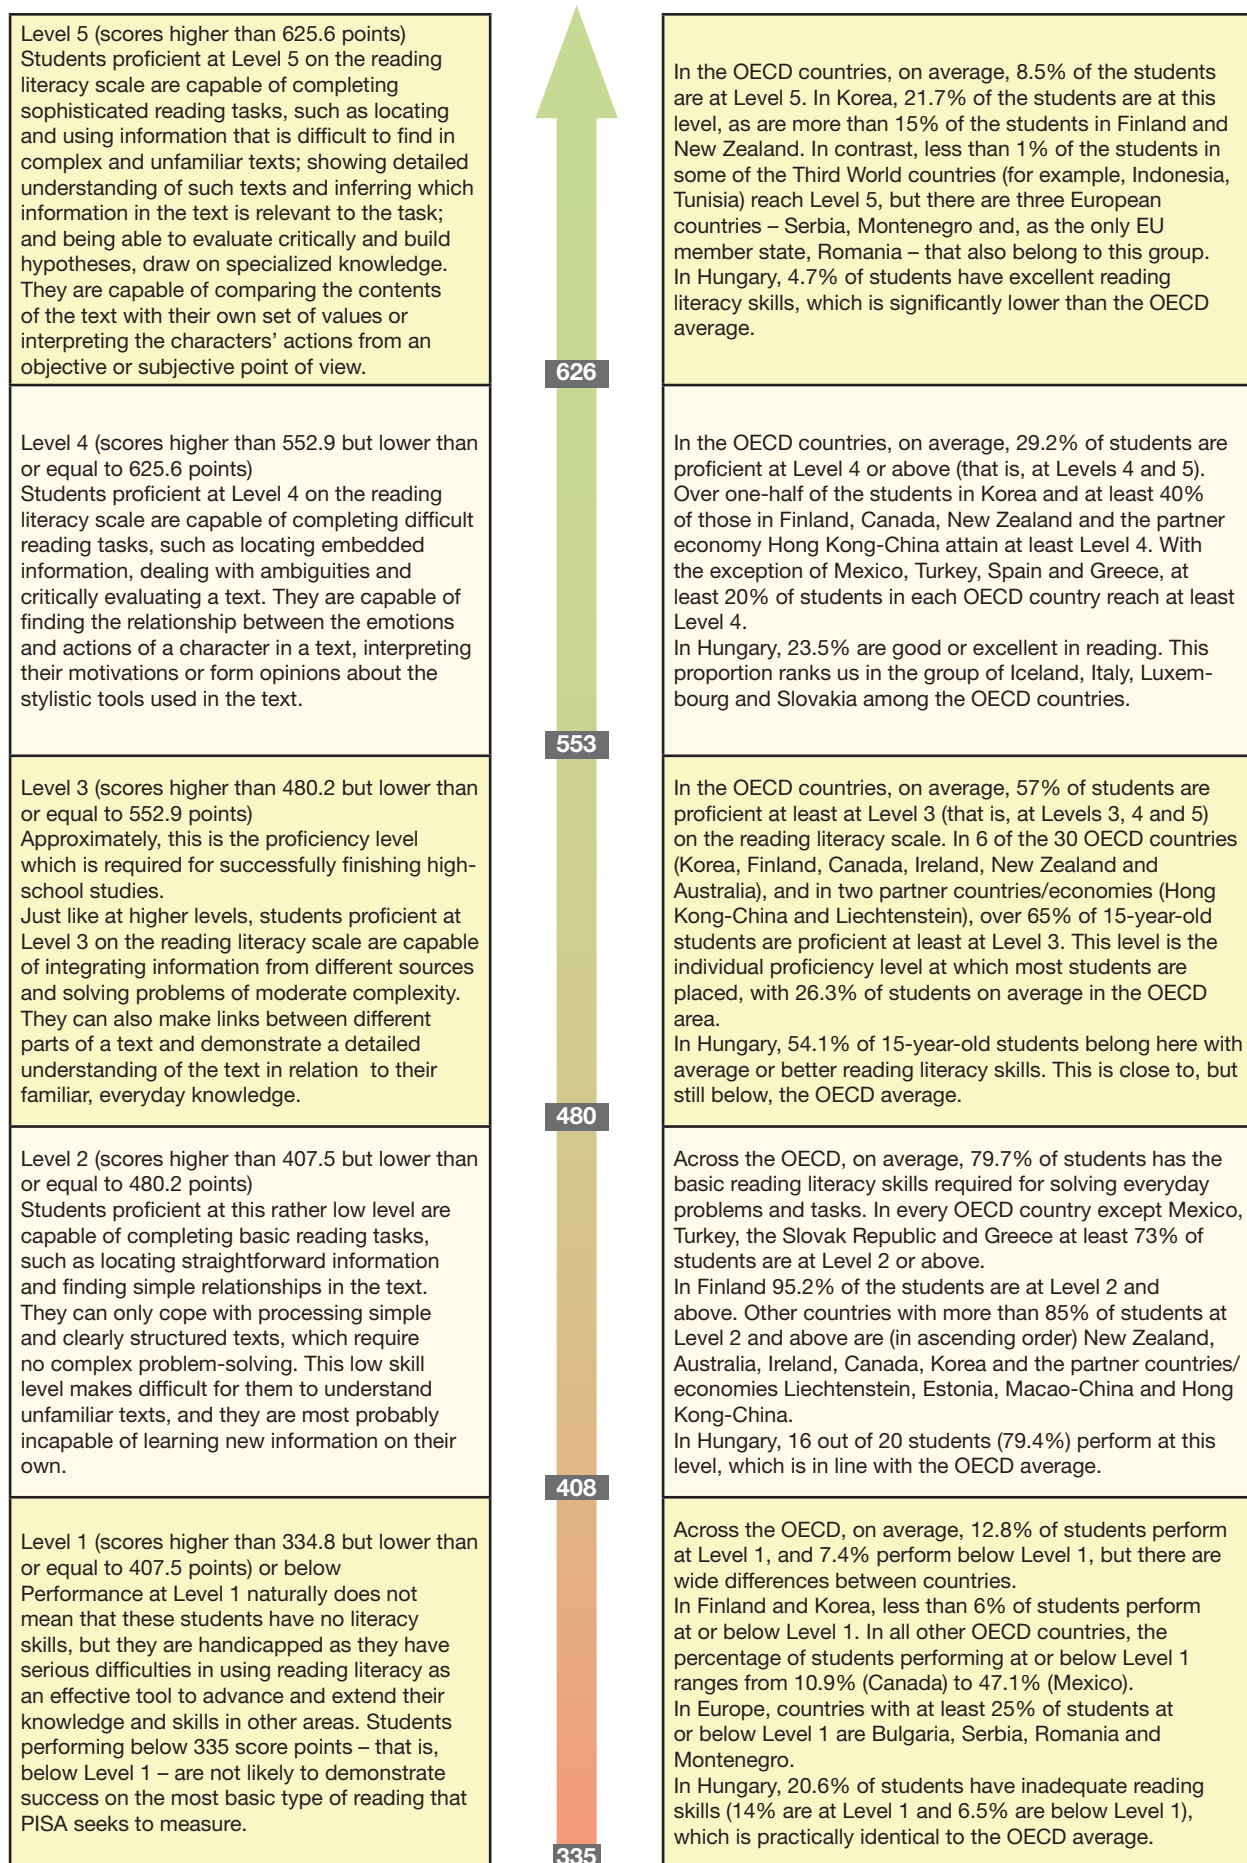 Level 5 (scores higher than 625.6 points)
Students proficient at Level 5 on the reading
literacy scale are capable of completing
sophisticated reading tasks, such as locating
and using information that is difficult to find in
complex and unfamiliar texts; showing detailed
understanding of such texts and inferring which
information in the text is relevant to the task;
and being able to evaluate critically and build
hypotheses, draw on specialized knowledge.
They are capable of comparing the contents
of the text with their own set of values or
interpreting the characters’ actions from an
objective or subjective point of view.
626
In the OECD countries, on average, 8.5% of the students
are at Level 5. In Korea, 21.7% of the students are at this
level, as are more than 15% of the students in Finland and
New Zealand. In contrast, less than 1% of the students in
some of the Third World countries (for example, Indonesia,
Tunisia) reach Level 5, but there are three European
countries – Serbia, Montenegro and, as the only EU
member state, Romania – that also belong to this group.
In Hungary, 4.7% of students have excellent reading
literacy skills, which is significantly lower than the OECD
average.
Level 4 (scores higher than 552.9 but lower than
or equal to 625.6 points)
Students proficient at Level 4 on the reading
literacy scale are capable of completing difficult
reading tasks, such as locating embedded
information, dealing with ambiguities and
critically evaluating a text. They are capable of
finding the relationship between the emotions
and actions of a character in a text, interpreting
their motivations or form opinions about the
stylistic tools used in the text.
553
In the OECD countries, on average, 29.2% of students are
proficient at Level 4 or above (that is, at Levels 4 and 5).
Over one-half of the students in Korea and at least 40%
of those in Finland, Canada, New Zealand and the partner
economy Hong Kong-China attain at least Level 4. With
the exception of Mexico, Turkey, Spain and Greece, at
least 20% of students in each OECD country reach at least
Level 4.
In Hungary, 23.5% are good or excellent in reading. This
proportion ranks us in the group of Iceland, Italy, Luxem-
bourg and Slovakia among the OECD countries.
Level 3 (scores higher than 480.2 but lower than
or equal to 552.9 points)
Approximately, this is the proficiency level
which is required for successfully finishing high-
school studies.
Just like at higher levels, students proficient at
Level 3 on the reading literacy scale are capable
of integrating information from different sources
and solving problems of moderate complexity.
They can also make links between different
parts of a text and demonstrate a detailed
understanding of the text in relation to their
familiar, everyday knowledge.
480
In the OECD countries, on average, 57% of students are
proficient at least at Level 3 (that is, at Levels 3, 4 and 5)
on the reading literacy scale. In 6 of the 30 OECD countries
(Korea, Finland, Canada, Ireland, New Zealand and
Australia), and in two partner countries/economies (Hong
Kong-China and Liechtenstein), over 65% of 15-year-old
students are proficient at least at Level 3. This level is the
individual proficiency level at which most students are
placed, with 26.3% of students on average in the OECD
area.
In Hungary, 54.1% of 15-year-old students belong here with
average or better reading literacy skills. This is close to, but
still below, the OECD average.
Level 2 (scores higher than 407.5 but lower than
or equal to 480.2 points)
Students proficient at this rather low level are
capable of completing basic reading tasks,
such as locating straightforward information
and finding simple relationships in the text.
They can only cope with processing simple
and clearly structured texts, which require
no complex problem-solving. This low skill
level makes difficult for them to understand
unfamiliar texts, and they are most probably
incapable of learning new information on their
own.
408
Across the OECD, on average, 79.7% of students has the
basic reading literacy skills required for solving everyday
problems and tasks. In every OECD country except Mexico,
Turkey, the Slovak Republic and Greece at least 73% of
students are at Level 2 or above.
In Finland 95.2% of the students are at Level 2 and
above. Other countries with more than 85% of students at
Level 2 and above are (in ascending order) New Zealand,
Australia, Ireland, Canada, Korea and the partner countries/
economies Liechtenstein, Estonia, Macao-China and Hong
Kong-China.
In Hungary, 16 out of 20 students (79.4%) perform at this
level, which is in line with the OECD average.
Level 1 (scores higher than 334.8 but lower than
or equal to 407.5 points) or below
Performance at Level 1 naturally does not
mean that these students have no literacy
skills, but they are handicapped as they have
serious difficulties in using reading literacy as
an effective tool to advance and extend their
knowledge and skills in other areas. Students
performing below 335 score points – that is,
below Level 1 – are not likely to demonstrate
success on the most basic type of reading that
PISA seeks to measure.
335
Across the OECD, on average, 12.8% of students perform
at Level 1, and 7.4% perform below Level 1, but there are
wide differences between countries.
In Finland and Korea, less than 6% of students perform
at or below Level 1. In all other OECD countries, the
percentage of students performing at or below Level 1
ranges from 10.9% (Canada) to 47.1% (Mexico).
In Europe, countries with at least 25% of students at
or below Level 1 are Bulgaria, Serbia, Romania and
Montenegro.
In Hungary, 20.6% of students have inadequate reading
skills (14% are at Level 1 and 6.5% are below Level 1),
which is practically identical to the OECD average.